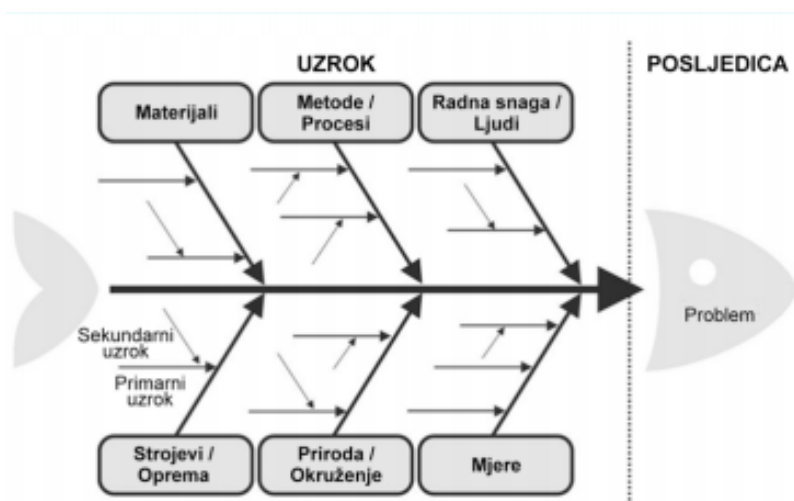 UZROK
POSLJEDICA
Materijali
Metode /
Procesi
Radna snaga /
Ljudi
Problem
Sekundarni
uzrok
Primarni
uzrok
Strojevi /
Oprema
Priroda /
Okruženje
Mjere